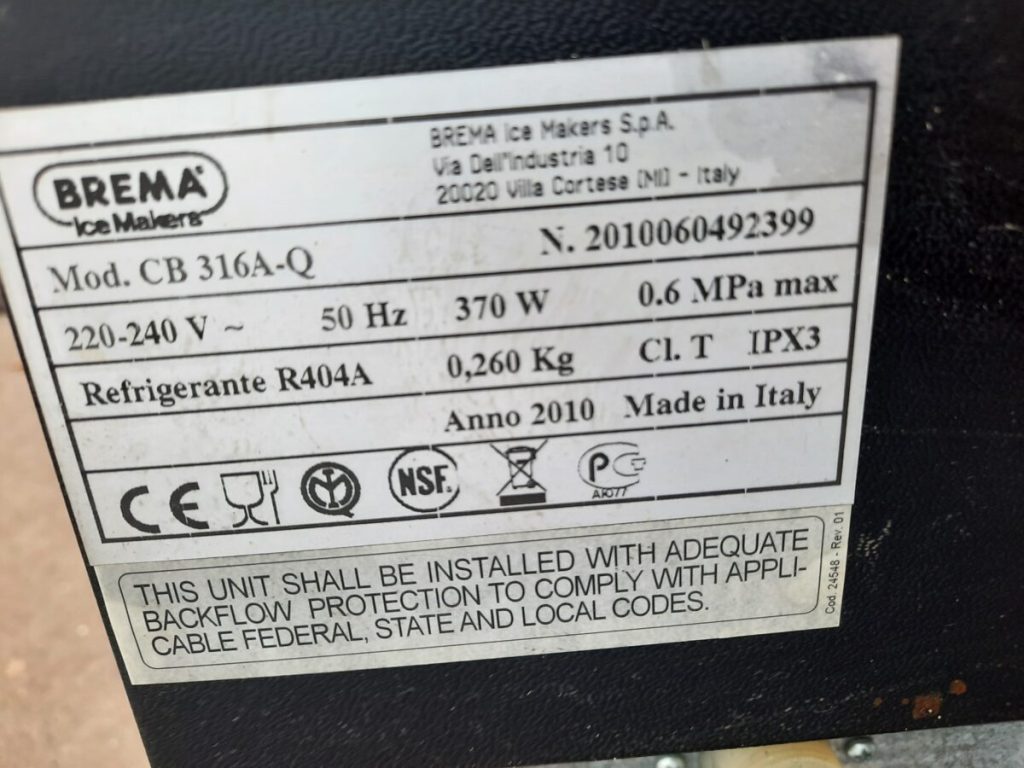 BREMA
Ice Makers
BREMA Ice Makers S.p.A.
Via Dell'Industria 10
20020 Villa Cortese (MI) - Italy
Mod. CB 316A-Q N. 2010060492399
220-240 V ~ 50 Hz 370 W 0.6 MPa max
Refrigerante R404A 0,260 Kg Cl. T IPX3
Anno 2010 Made in Italy
CE NSF. PG
THIS UNIT SHALL BE INSTALLED WITH ADEQUATE
BACKFLOW PROTECTION TO COMPLY WITH APPLI-
CABLE FEDERAL, STATE AND LOCAL CODES.
Cod. 24548 - Rev. 01